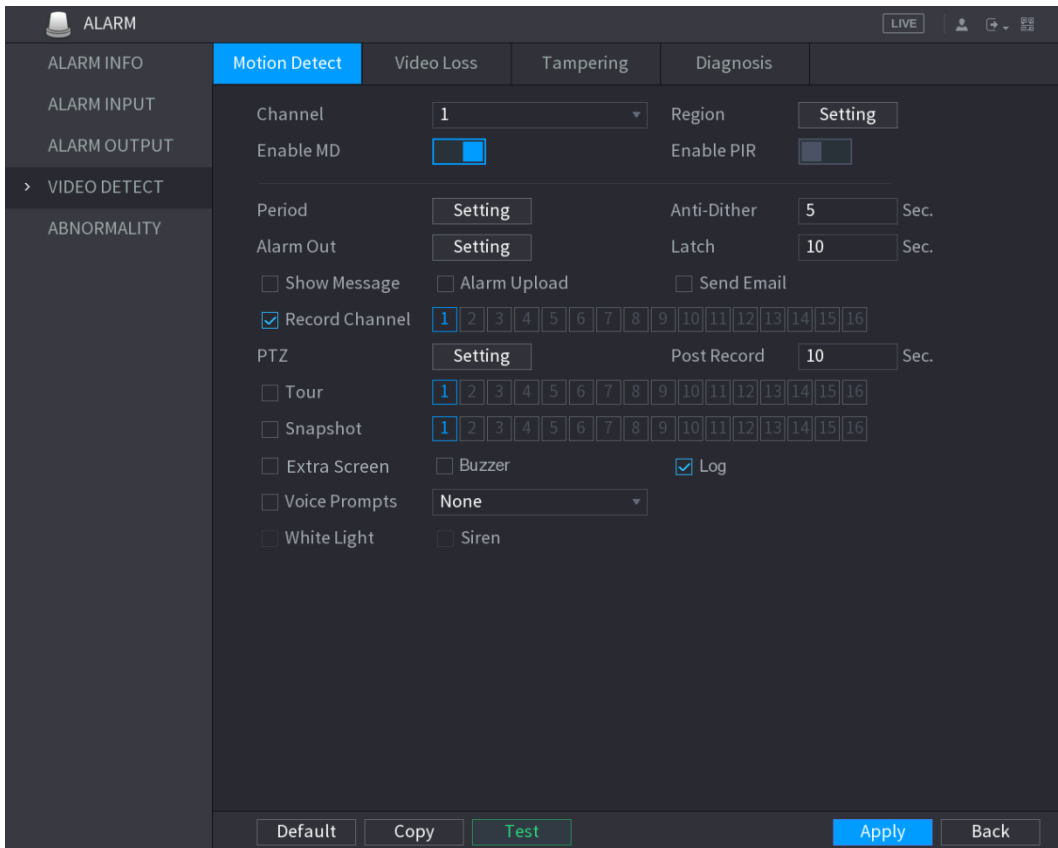 ALARM LIVE
ALARM INFO
ALARM INPUT
ALARM OUTPUT
VIDEO DETECT
ABNORMALITY
Motion Detect Video Loss Tampering Diagnosis
Channel 1 Region Setting
Enable MD Enable PIR
Period Setting Anti-Dither 5 Sec.
Alarm Out Setting Latch 10 Sec.
Show Message Alarm Upload Send Email
Record Channel 1 2 3 4 5 6 7 8 9 10 11 12 13 14 15 16
PTZ Setting Post Record 10 Sec.
Tour 1 2 3 4 5 6 7 8 9 10 11 12 13 14 15 16
Snapshot 1 2 3 4 5 6 7 8 9 10 11 12 13 14 15 16
Extra Screen Buzzer Log
Voice Prompts None
White Light Siren
Default Copy Test Apply Back